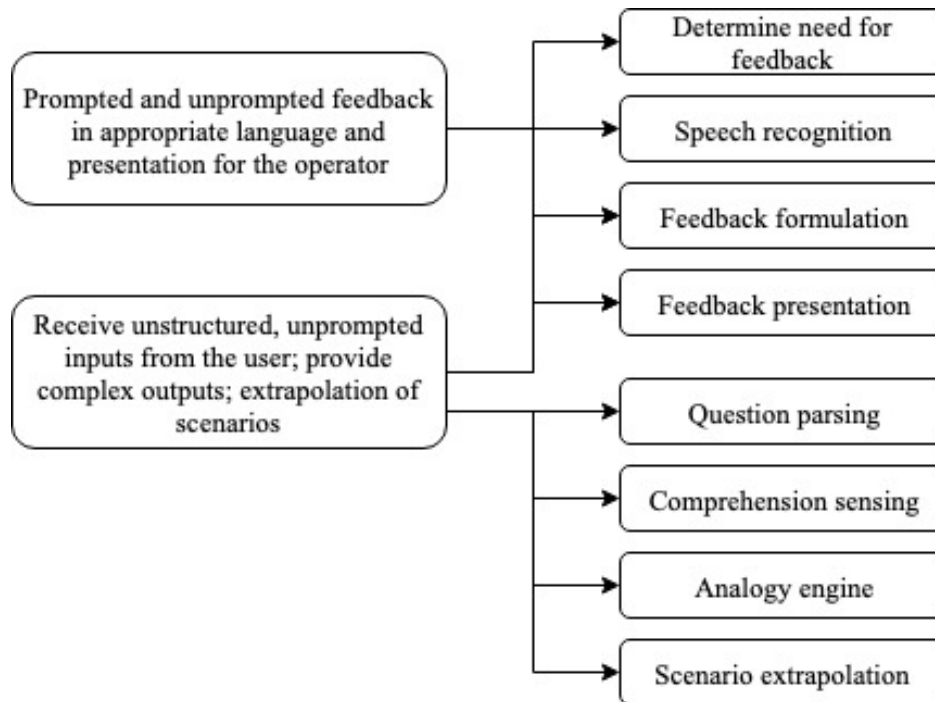 Prompted and unprompted feedback
in appropriate language and
presentation for the operator
Receive unstructured, unprompted
inputs from the user; provide
complex outputs; extrapolation of
scenarios
Determine need for
feedback
Speech recognition
Feedback formulation
Feedback presentation
Question parsing
Comprehension sensing
Analogy engine
Scenario extrapolation